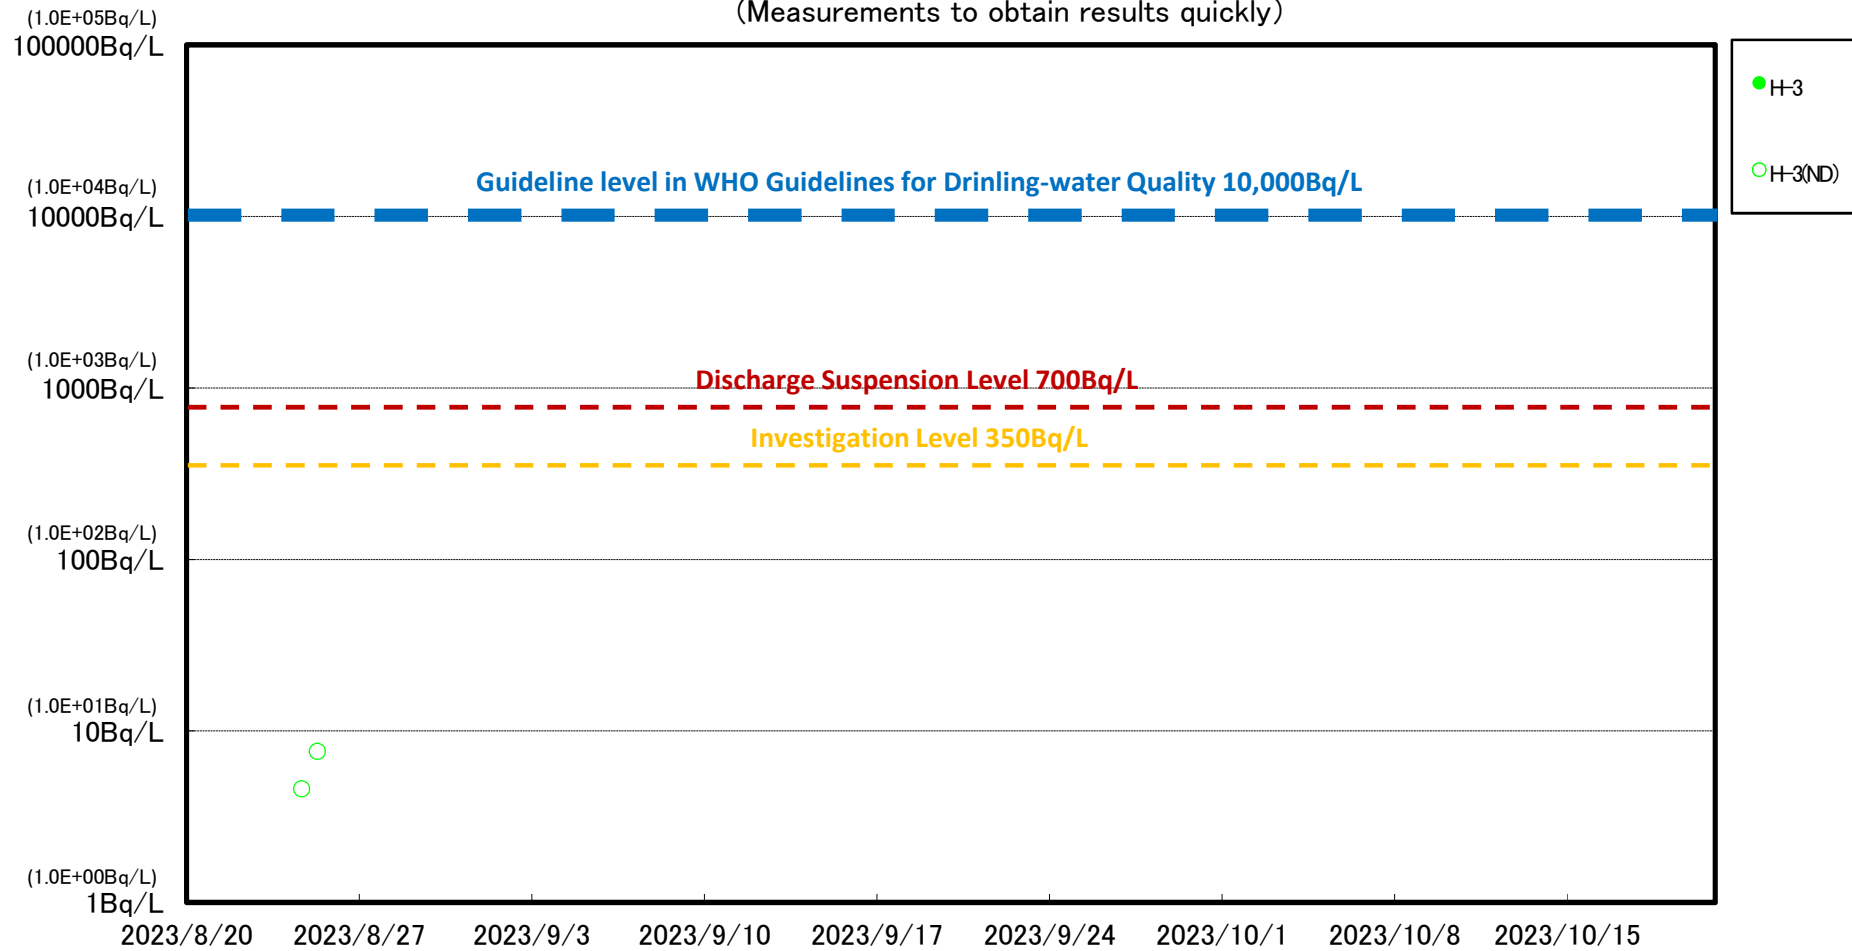 (Measurements to obtain results quickly)
(1.0E+05Bq/L)
100000Bq/L
H-3
H-3(ND)
Guideline level in WHO Guidelines for Drinling-water Quality 10,000Bq/L
(1.0E+04Bq/L)
10000Bq/L
(1.0E+03Bq/L)
1000Bq/L
Discharge Suspension Level 700Bq/L
Investigation Level 350Bq/L
(1.0E+02Bq/L)
100Bq/L
(1.0E+01Bq/L)
10Bq/L
(1.0E+00Bq/L)
1Bq/L
2023/8/20 2023/8/27 2023/9/3 2023/9/10 2023/9/17 2023/9/24 2023/10/1 2023/10/8 2023/10/15